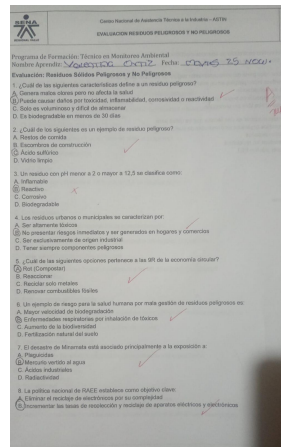 SENA
Centro Nacional de Asistencia Técnica a la Industria - ASTIN
EVALUACION RESIDUOS PELIGROSOS Y NO PELIGROSOS
Programa de Formación: Técnico en Monitoreo Ambiental
Nombre Aprendiz: Valentina Ortiz Fecha:
Evaluación: Residuos Sólidos Peligrosos y No Peligrosos
1. ¿Cuál de las siguientes características define a un residuo peligroso?
A. Genera malos olores pero no afecta la salud
B. Puede causar daños por toxicidad, inflamabilidad, corrosividad o reactividad
C. Solo es voluminoso y difícil de almacenar
D. Es biodegradable en menos de 30 días
2. ¿Cuál de los siguientes es un ejemplo de residuo peligroso?
A. Restos de comida
B. Escombros de construcción
C. Ácido sulfúrico
D. Vidrio limpio
3. Un residuo con pH menor a 2 o mayor a 12,5 se clasifica como:
A. Inflamable
B. Reactivo
C. Corrosivo
D. Biodegradable
4. Los residuos urbanos o municipales se caracterizan por:
A. Ser altamente tóxicos
B. No presentar riesgos inmediatos y ser generados en hogares y comercios
C. Ser exclusivamente de origen industrial
D. Tener siempre componentes peligrosos
5. ¿Cuál de las siguientes opciones pertenece a las 9R de la economía circular?
A. Rot (Compostar)
B. Reaccionar
C. Reciclar solo metales
D. Renovar combustibles fósiles
6. Un ejemplo de riesgo para la salud humana por mala gestión de residuos peligrosos es:
A. Mayor velocidad de biodegradación
B. Enfermedades respiratorias por inhalación de tóxicos
C. Aumento de la biodiversidad
D. Fertilización natural del suelo
7. El desastre de Minamata está asociado principalmente a la exposición a:
A. Plaguicidas
B. Mercurio vertido al agua
C. Ácidos industriales
D. Radiactividad
8. La política nacional de RAEE establece como objetivo clave:
A. Eliminar el reciclaje de electrónicos por su complejidad
B. Incrementar las tasas de recolección y reciclaje de aparatos eléctricos y electrónicos